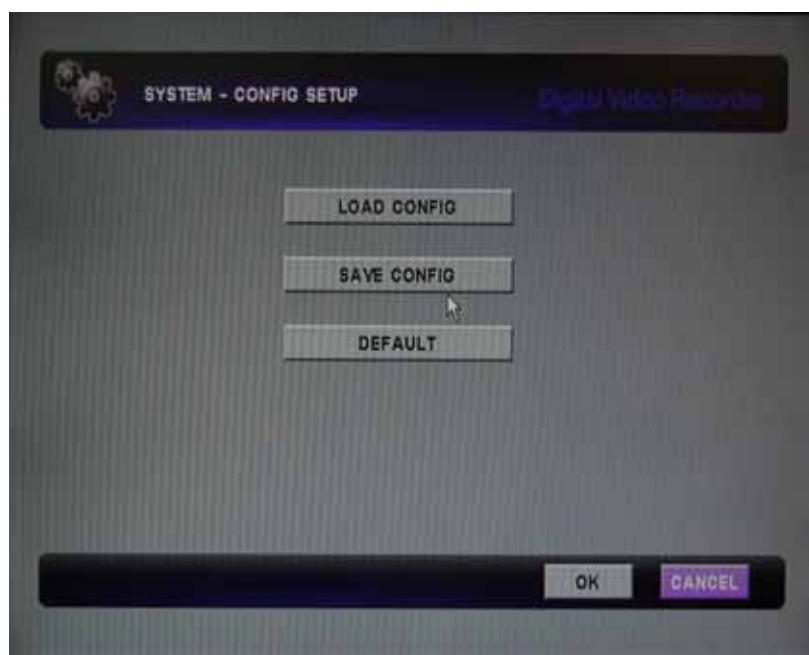 SYSTEM - CONFIG SETUP
Digital Video Recorder
LOAD CONFIG
SAVE CONFIG
DEFAULT
OK
CANCEL